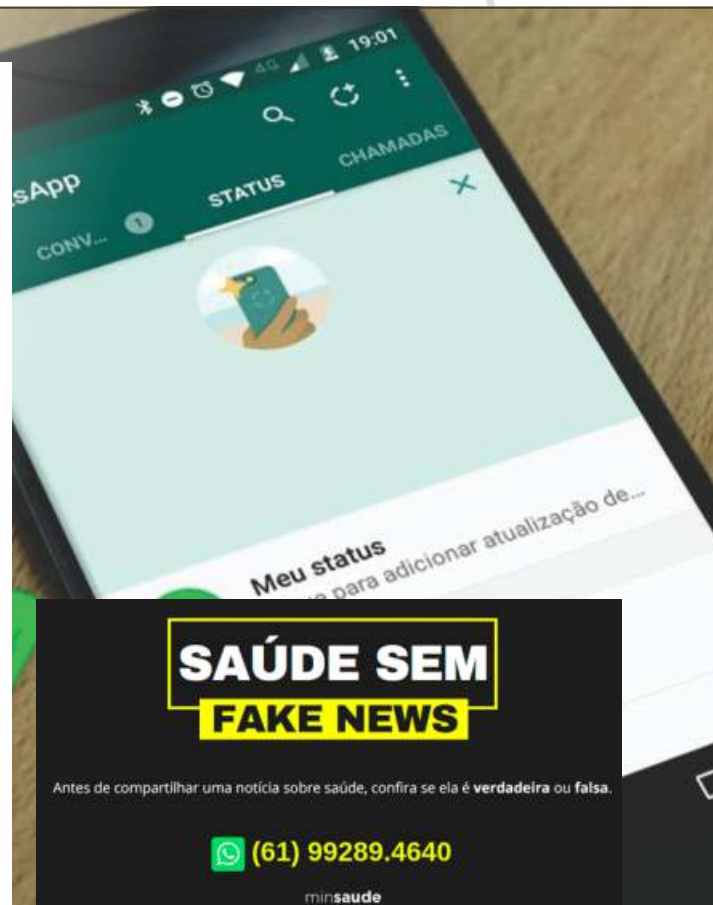 4G 19:01
sApp
CONV... 1 STATUS CHAMADAS
Meu status
para adicionar atualização de...
SAÚDE SEM
FAKE NEWS
Antes de compartilhar uma notícia sobre saúde, confira se ela é verdadeira ou falsa.
(61) 99289.4640
minsaude